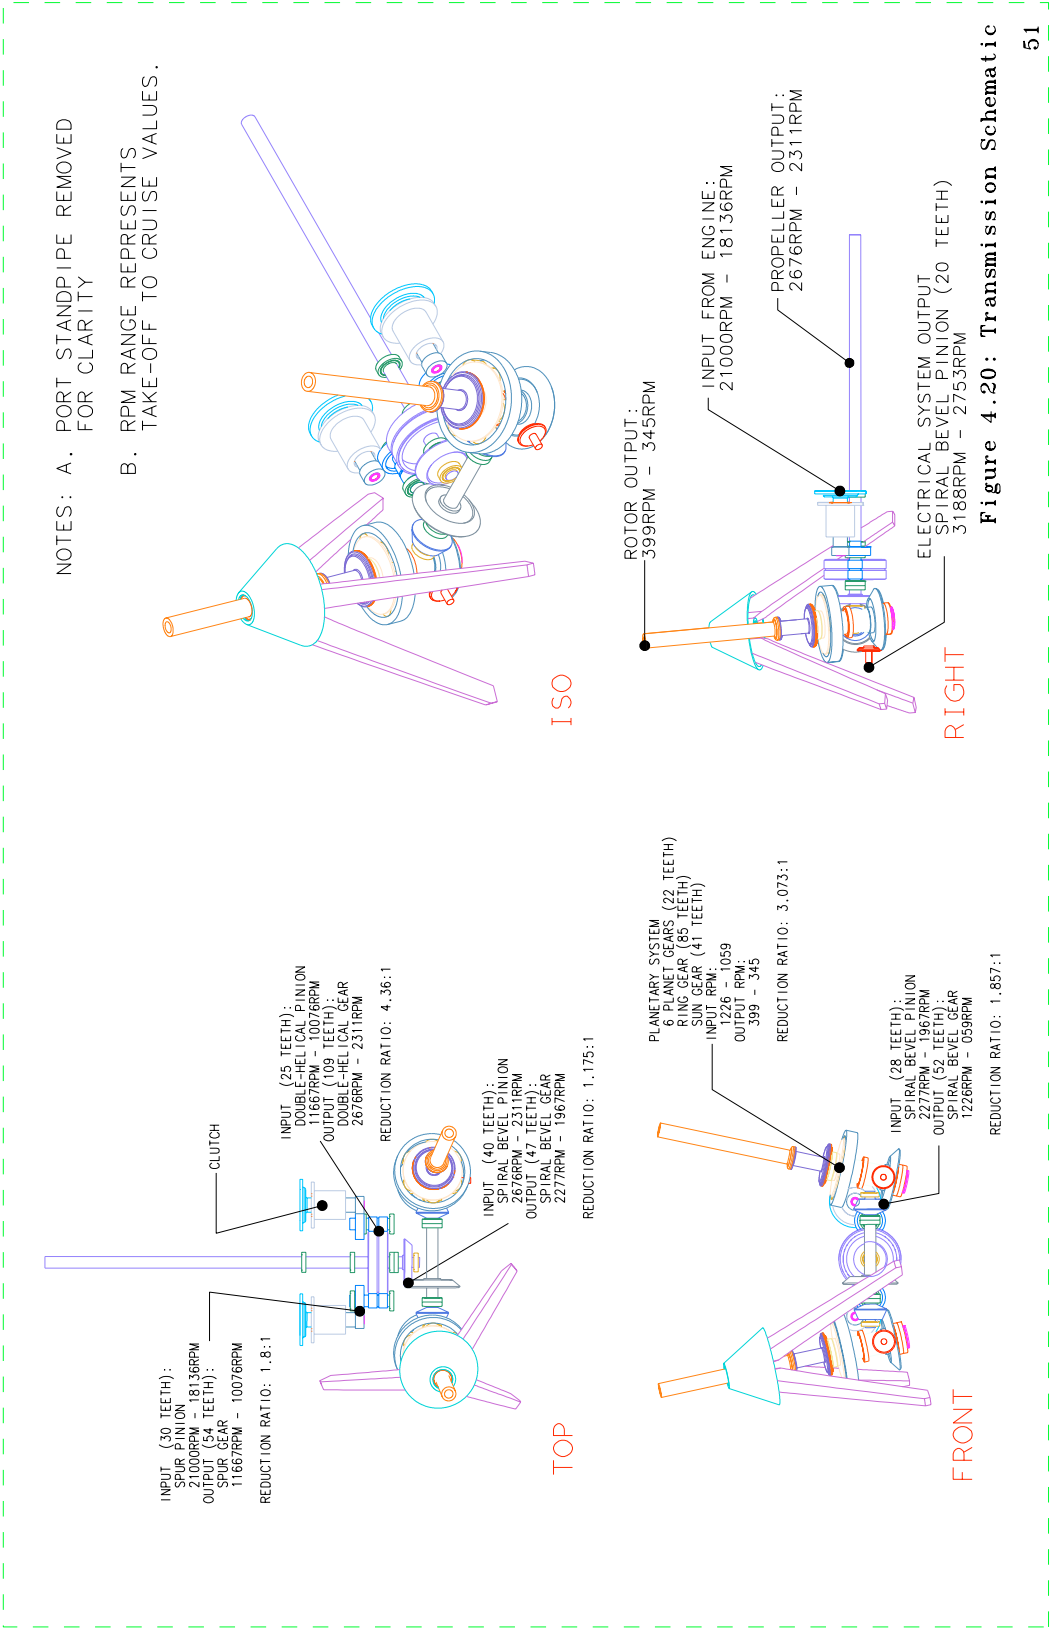 NOTES: A. PORT STANDPIPE REMOVED
FOR CLARITY
B. RPM RANGE REPRESENTS
TAKE-OFF TO CRUISE VALUES.
INPUT (30 TEETH):
SPUR PINION
21000RPM - 18136RPM
OUTPUT (54 TEETH):
SPUR GEAR
11667RPM - 10076RPM
REDUCTION RATIO: 1.8:1
CLUTCH
INPUT (25 TEETH):
DOUBLE-HELICAL PINION
11667RPM - 10076RPM
OUTPUT (109 TEETH):
DOUBLE-HELICAL GEAR
2676RPM - 2311RPM
REDUCTION RATIO: 4.36:1
INPUT (40 TEETH):
SPIRAL BEVEL PINION
2676RPM - 2311RPM
OUTPUT (47 TEETH):
SPIRAL BEVEL GEAR
2277RPM - 1967RPM
REDUCTION RATIO: 1.175:1
TOP
ISO
PLANETARY SYSTEM
6 PLANET GEARS (22 TEETH)
RING GEAR (85 TEETH)
SUN GEAR (41 TEETH)
INPUT RPM:
1226 - 1059
OUTPUT RPM:
399 - 345
REDUCTION RATIO: 3.073:1
INPUT (28 TEETH):
SPIRAL BEVEL PINION
2277RPM - 1967RPM
OUTPUT (52 TEETH):
SPIRAL BEVEL GEAR
1226RPM - 059RPM
REDUCTION RATIO: 1.857:1
FRONT
ROTOR OUTPUT:
399RPM - 345RPM
INPUT FROM ENGINE:
21000RPM - 18136RPM
PROPELLER OUTPUT:
2676RPM - 2311RPM
ELECTRICAL SYSTEM OUTPUT
SPIRAL BEVEL PINION (20 TEETH)
3188RPM - 2753RPM
RIGHT
Figure 4.20: Transmission Schematic
51